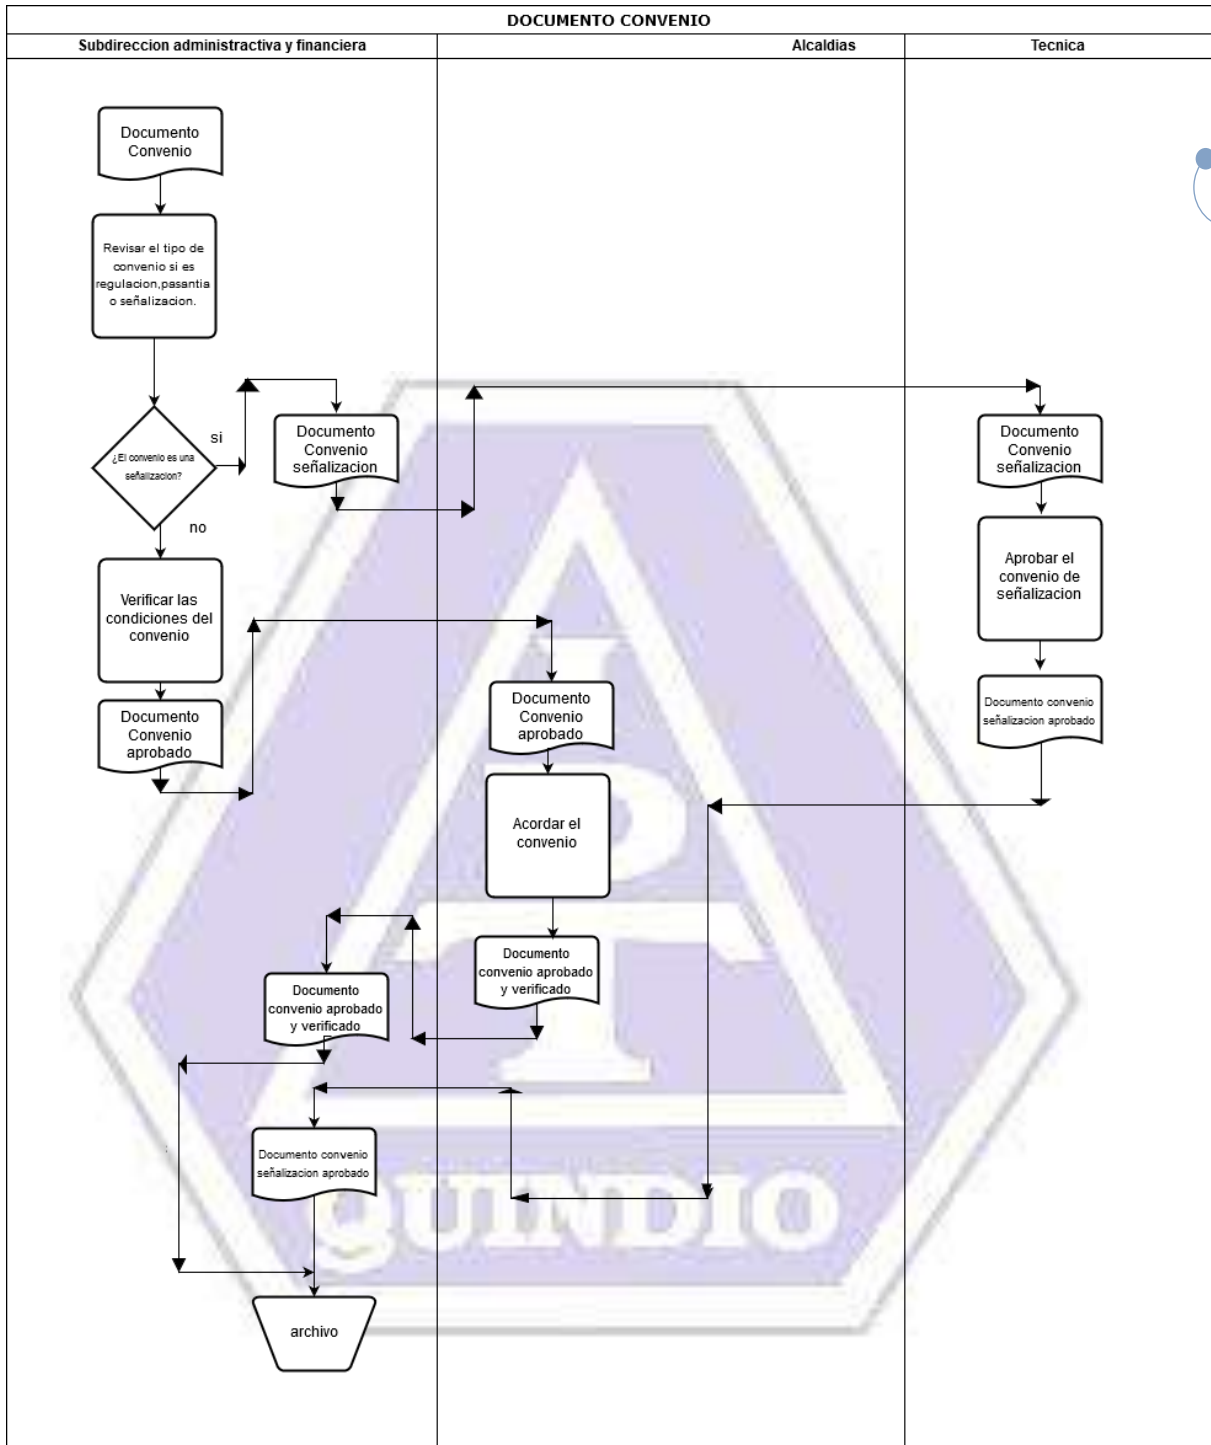 DOCUMENTO CONVENIO
Subdireccion administractiva y financiera
Alcaldias
Tecnica
Documento
Convenio
Revisar el tipo de
convenio si es
regulacion,pasantia
o señalizacion.
¿El convenio es una
señalizacion?
si
no
Documento
Convenio
señalizacion
Documento
Convenio
señalizacion
Verificar las
condiciones del
convenio
Aprobar el
convenio de
señalizacion
Documento
Convenio
aprobado
Documento
Convenio
aprobado
Documento convenio
señalizacion aprobado
Acordar el
convenio
Documento
convenio aprobado
y verificado
Documento
convenio aprobado
y verificado
Documento convenio
señalizacion aprobado
QUINDIO
archivo